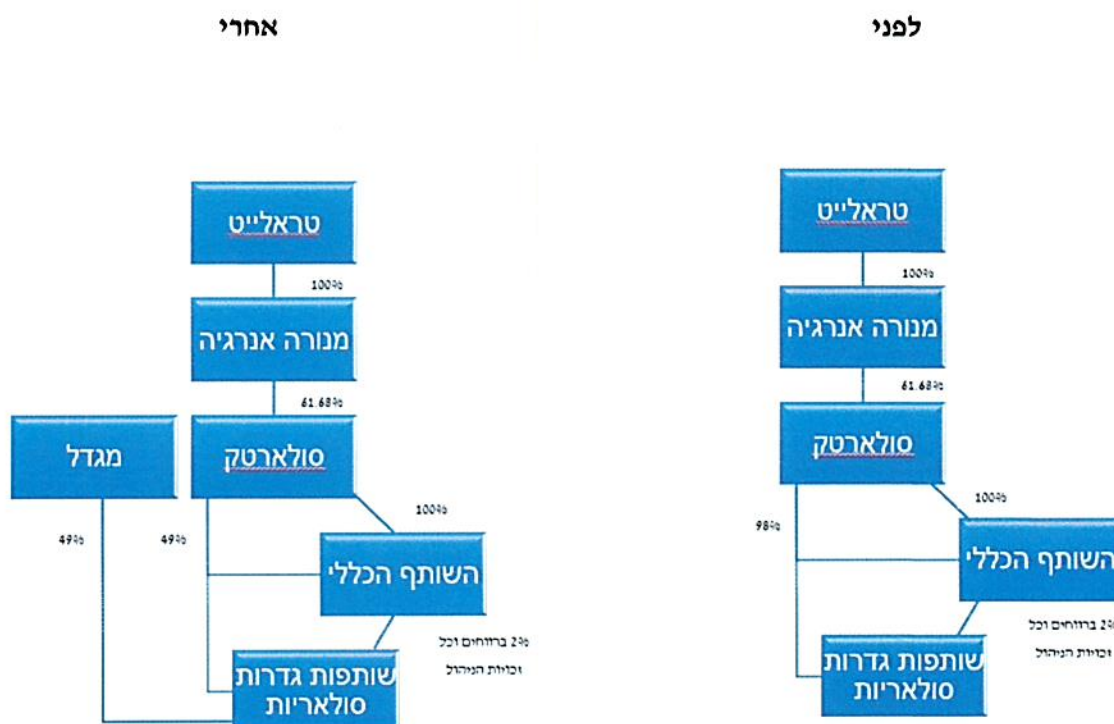 לפני
טראלייט
100%
מנורה אנרגיה
61.68%
סולארטק
100%
98%
השותף הכללי
2% ברווחים וכל
זכויות הניהול
שותפות גדרות
סולאריות
אחרי
טראלייט
100%
מנורה אנרגיה
61.68%
סולארטק
מגדל
100%
49%
49%
השותף הכללי
2% ברווחים וכל
זכויות הניהול
שותפות גדרות
סולאריות